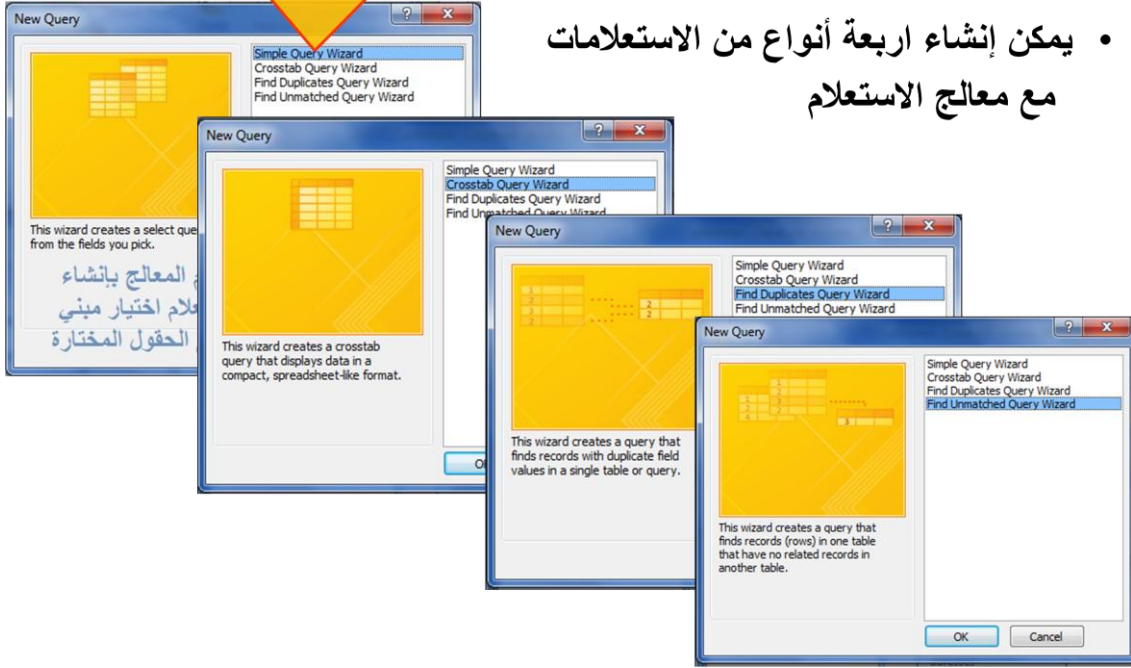 • يمكن إنشاء اربعة أنواع من الاستعلامات
مع معالج الاستعلام
New Query
Simple Query Wizard
Crosstab Query Wizard
Find Duplicates Query Wizard
Find Unmatched Query Wizard
This wizard creates a select que
from the fields you pick.
المعالج بإنشاء
اختيار مبني
الحقول المختارة
New Query
Simple Query Wizard
Crosstab Query Wizard
Find Duplicates Query Wizard
Find Unmatched Query Wizard
This wizard creates a crosstab
query that displays data in a
compact, spreadsheet-like format.
New Query
Simple Query Wizard
Crosstab Query Wizard
Find Duplicates Query Wizard
Find Unmatched Query Wizard
This wizard creates a query that
finds records with duplicate field
values in a single table or query.
New Query
Simple Query Wizard
Crosstab Query Wizard
Find Duplicates Query Wizard
Find Unmatched Query Wizard
This wizard creates a query that
finds records (rows) in one table
that have no related records in
another table.
OK
Cancel